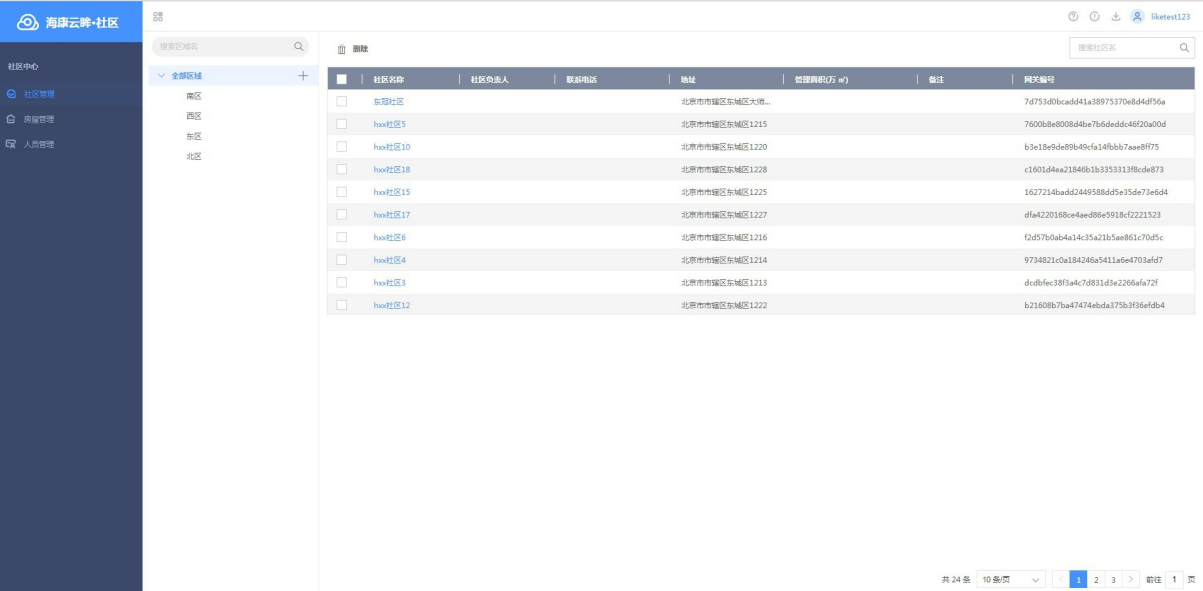 海康云眸•社区
liketest123
社区中心
社区管理
房屋管理
人员管理
搜索区域名
全部区域
南区
西区
东区
北区
删除
搜索社区名
社区名称 社区负责人 联系电话 地址 管理面积(万 ㎡) 备注 网关编号
东冠社区 北京市市辖区东城区大师... 7d753d0bcadd41a38975370e8d4df56a
hxx社区5 北京市市辖区东城区1215 7600b8e8008d4be7b6deddc46f20a00d
hxx社区10 北京市市辖区东城区1220 b3e18e9de89b49cfa14fbbb7aae8ff75
hxx社区18 北京市市辖区东城区1228 c1601d4ea21846b1b3353313f8cde873
hxx社区15 北京市市辖区东城区1225 1627214badd2449588dd5e35de73e6d4
hxx社区17 北京市市辖区东城区1227 dfa4220168ce4aed86e5918cf2221523
hxx社区6 北京市市辖区东城区1216 f2d57b0ab4a14c35a21b5ae861c70d5c
hxx社区4 北京市市辖区东城区1214 9734821c0a184246a5411a6e4703afd7
hxx社区3 北京市市辖区东城区1213 dcdbfec38f3a4c7d831d3e2266afa72f
hxx社区12 北京市市辖区东城区1222 b21608b7ba47474ebda375b3f36efdb4
共 24 条 10 条/页 1 2 3 前往 1 页